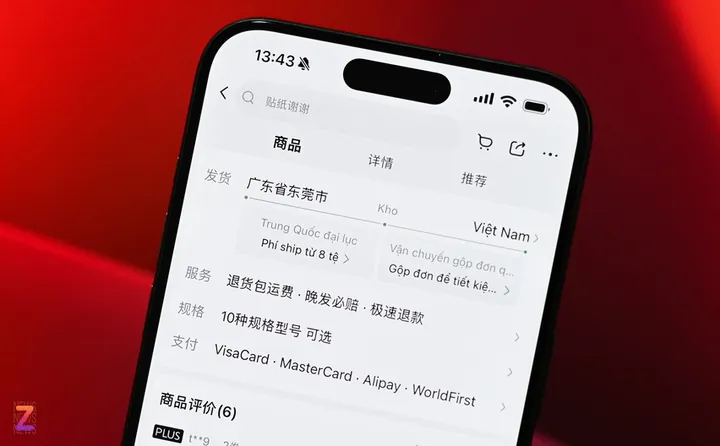 13:43
贴纸谢谢
商品 详情 推荐
发货 广东省东莞市 Kho Việt Nam
Trung Quốc đại lục
Phí ship từ 8 tệ
Vận chuyển gộp đơn q...
Gộp đơn để tiết kiệ...
服务 退货包运费 · 晚发必赔 · 极速退款
规格 10种规格型号 可选
支付 VisaCard · MasterCard · Alipay · WorldFirst
商品评价(6)
PLUS t**9
Z